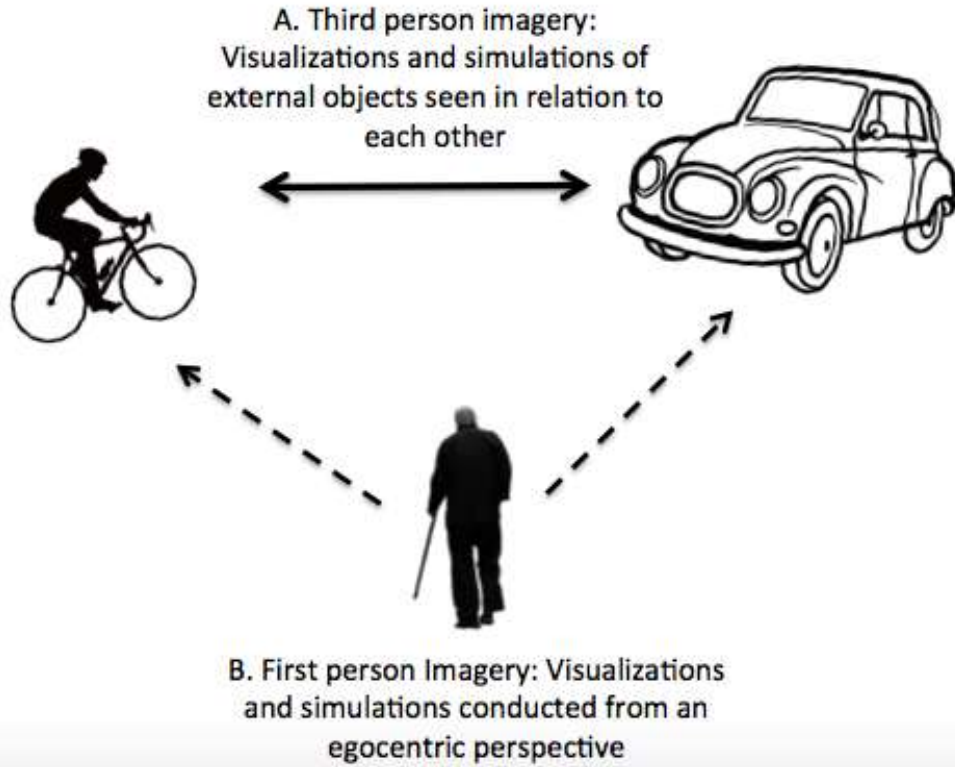 A. Third person imagery:
Visualizations and simulations of
external objects seen in relation to
each other
B. First person Imagery: Visualizations
and simulations conducted from an
egocentric perspective